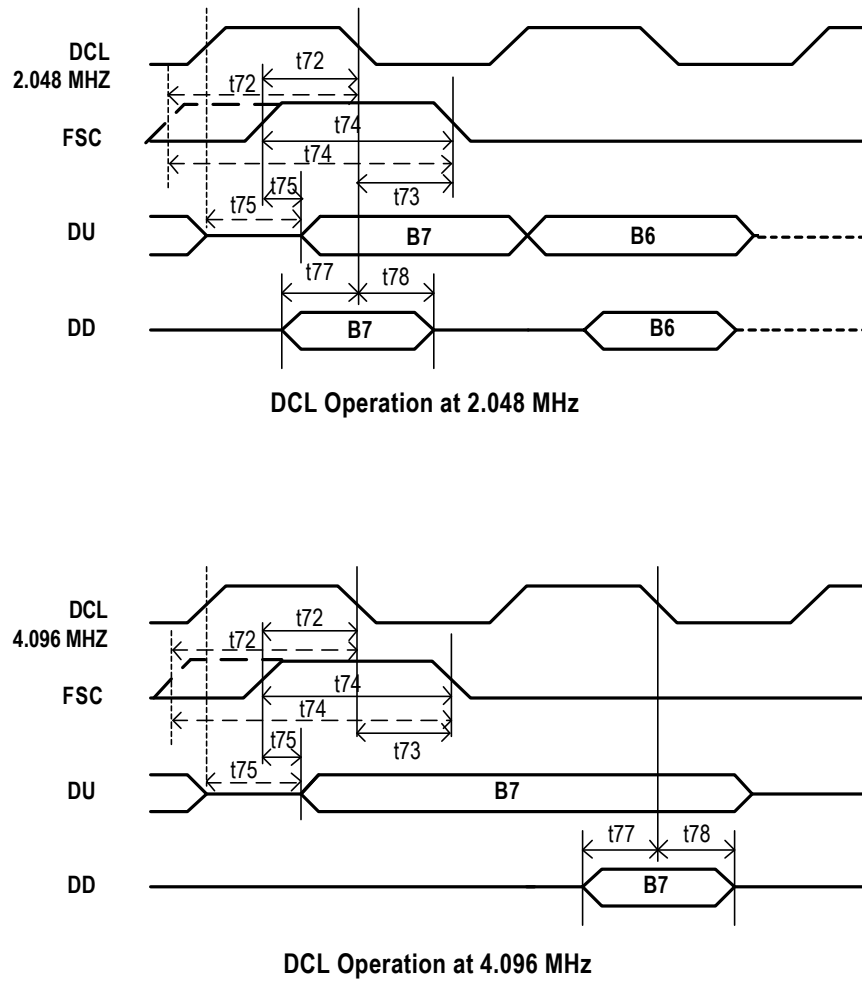 DCL
2.048 MHZ
t72
t72
FSC
t74
t74
t75
t73
t75
DU
B7
B6
t77
t78
DD
B7
B6
DCL Operation at 2.048 MHz
DCL
4.096 MHZ
t72
t72
FSC
t74
t74
t75
t73
t75
DU
B7
t77
t78
DD
B7
DCL Operation at 4.096 MHz